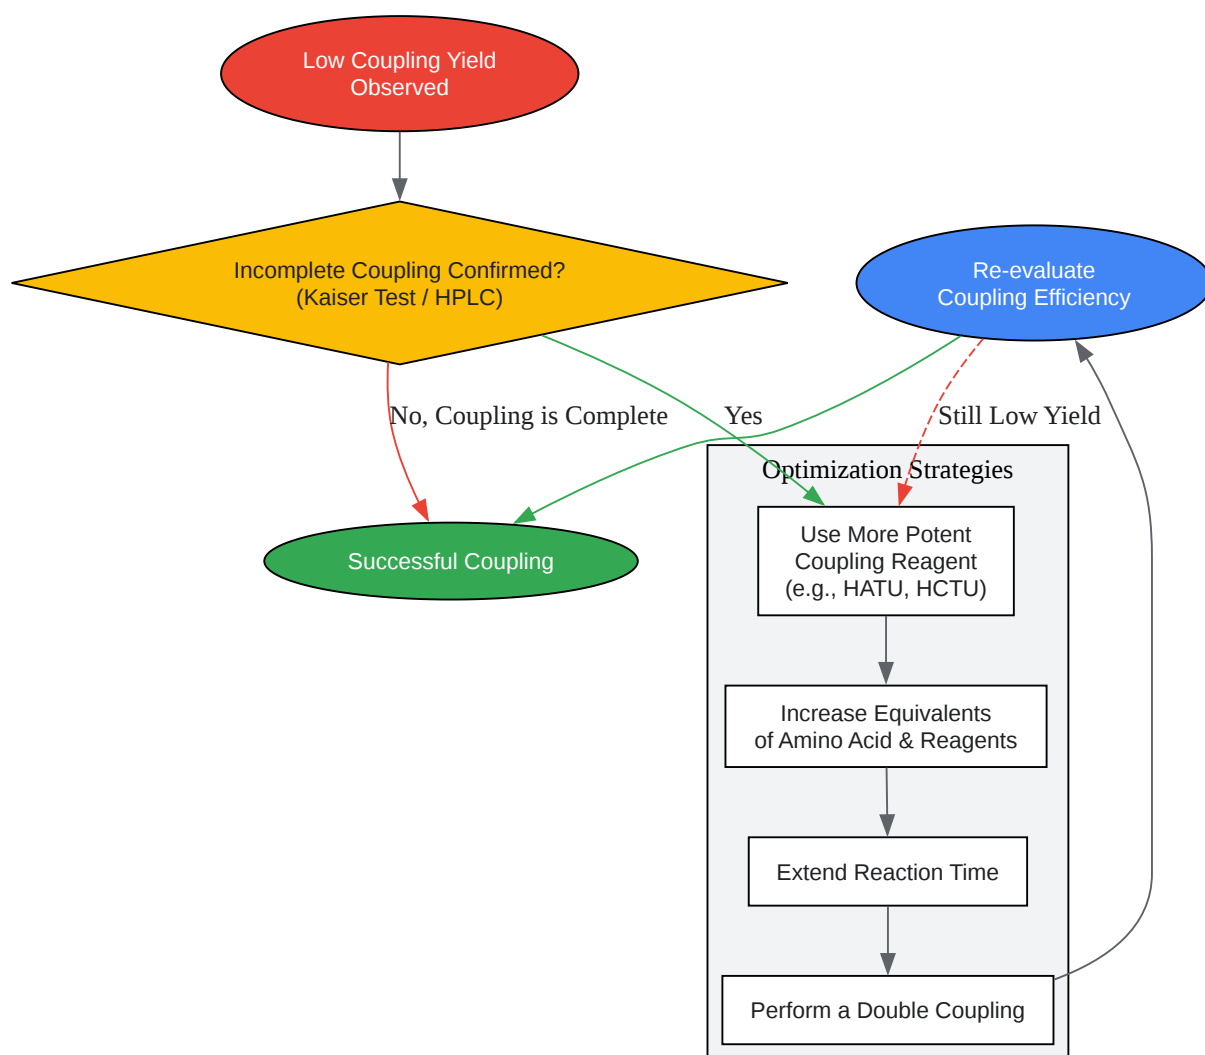 Low Coupling Yield
Observed
Incomplete Coupling Confirmed?
(Kaiser Test / HPLC)
Re-evaluate
Coupling Efficiency
No, Coupling is Complete
Yes
Still Low Yield
Optimization Strategies
Successful Coupling
Use More Potent
Coupling Reagent
(e.g., HATU, HCTU)
Increase Equivalents
of Amino Acid & Reagents
Extend Reaction Time
Perform a Double Coupling